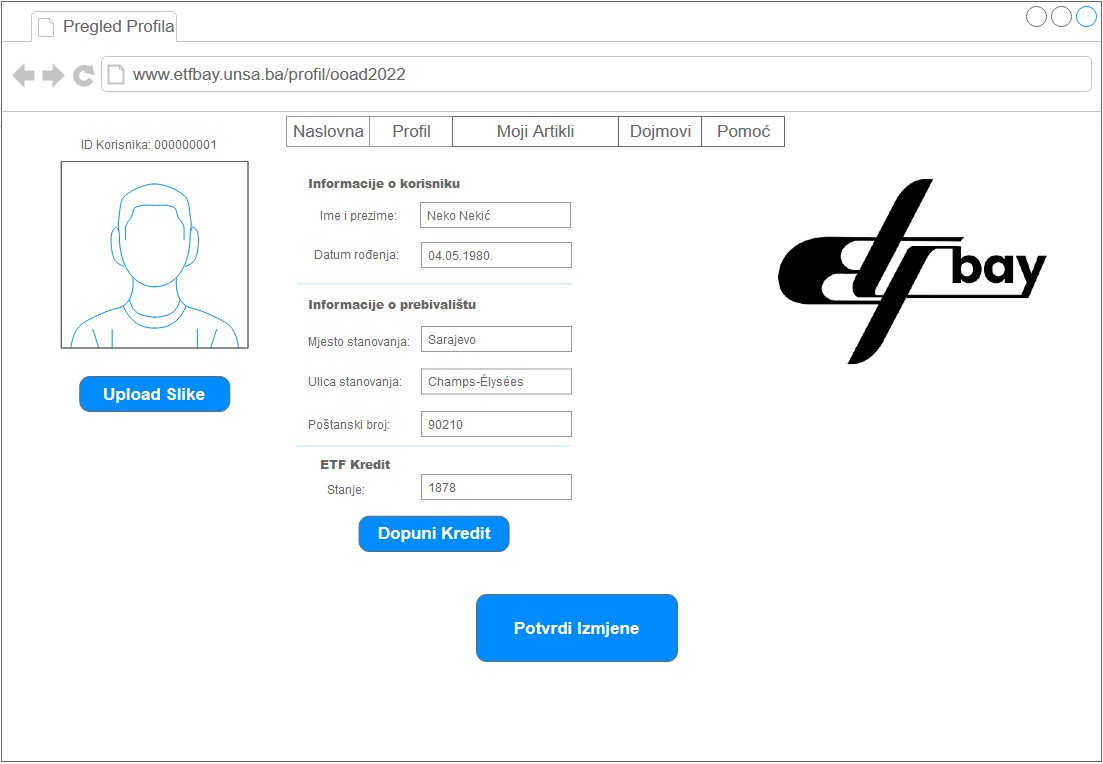 Pregled Profila
www.etfbay.unsa.ba/profil/ooad2022
Naslovna Profil Moji Artikli Dojmovi Pomoć
ID Korisnika: 000000001
Upload Slike
Informacije o korisniku
Ime i prezime: Neko Nekić
Datum rođenja: 04.05.1980.
Informacije o prebivalištu
Mjesto stanovanja: Sarajevo
Ulica stanovanja: Champs-Élysées
Poštanski broj: 90210
ETF Kredit
Stanje: 1878
Dopuni Kredit
Potvrdi Izmjene
etf bay